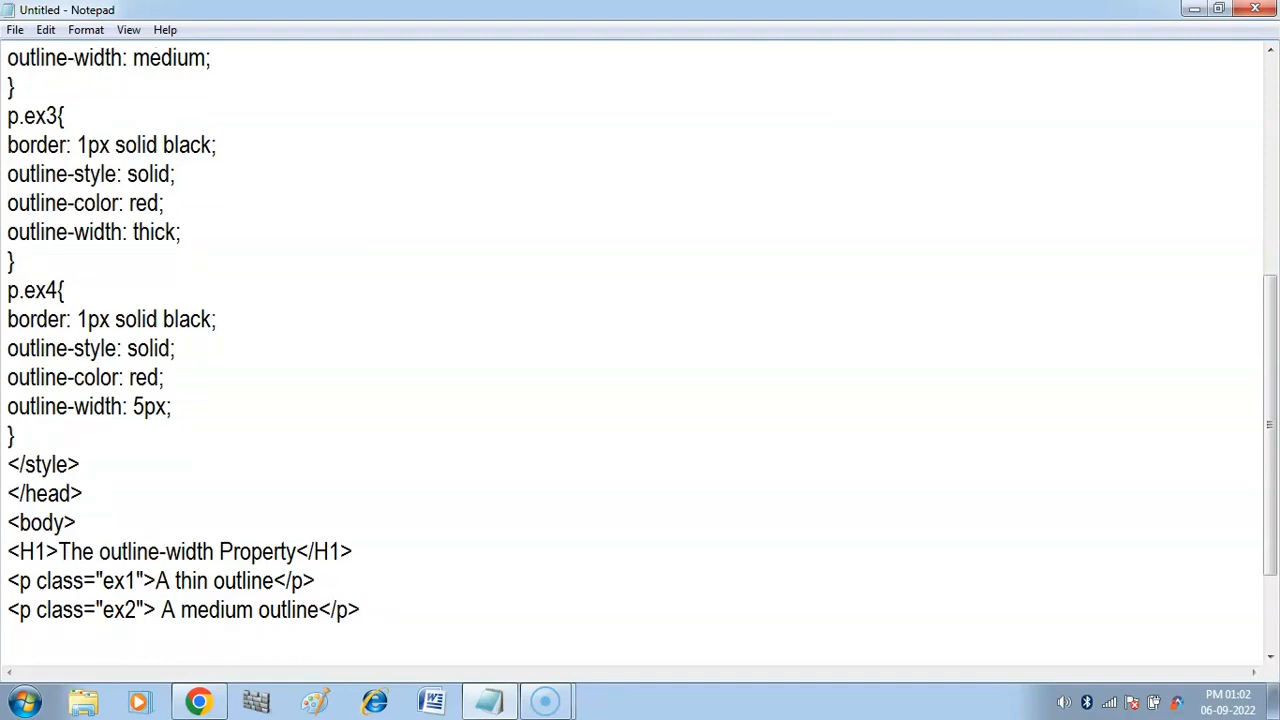 Untitled - Notepad
File Edit Format View Help
outline-width: medium;
}
p.ex3{
border: 1px solid black;
outline-style: solid;
outline-color: red;
outline-width: thick;
}
p.ex4{
border: 1px solid black;
outline-style: solid;
outline-color: red;
outline-width: 5px;
}
</style>
</head>
<body>
<H1>The outline-width Property</H1>
<p class="ex1">A thin outline</p>
<p class="ex2"> A medium outline</p>
PM 01:02
06-09-2022